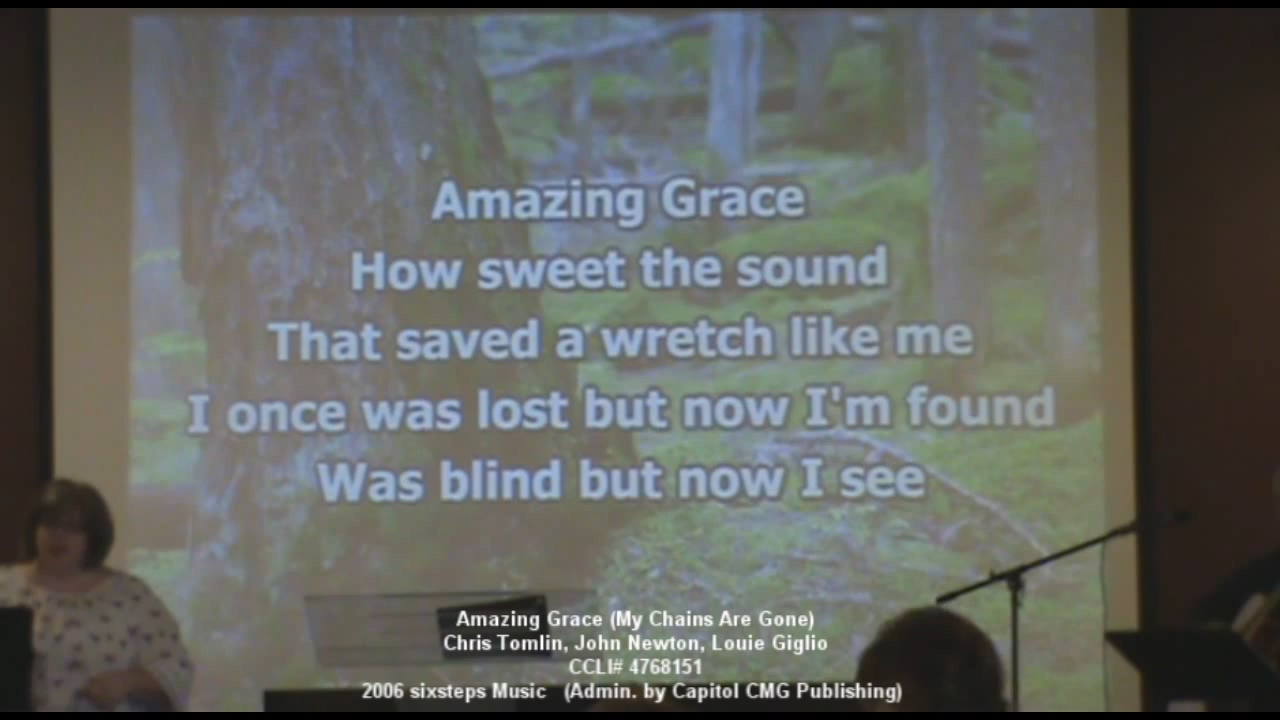 Amazing Grace
How sweet the sound
That saved a wretch like me
I once was lost but now I'm found
Was blind but now I see
Amazing Grace (My Chains Are Gone)
Chris Tomlin, John Newton, Louie Giglio
CCLI# 4768151
2006 sixsteps Music (Admin. by Capitol CMG Publishing)